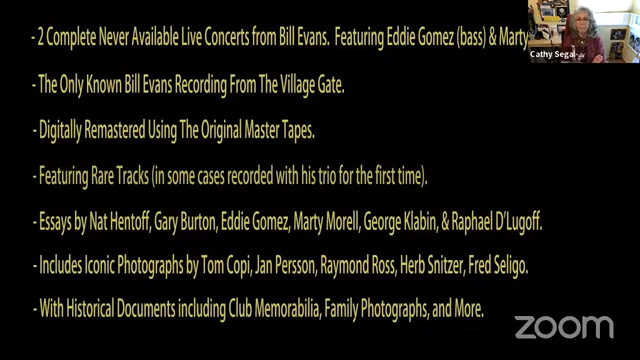 - 2 Complete Never Available Live Concerts from Bill Evans. Featuring Eddie Gomez (bass) & Marty
- The Only Known Bill Evans Recording From The Village Gate.
- Digitally Remastered Using The Original Master Tapes.
- Featuring Rare Tracks (in some cases recorded with his trio for the first time).
- Essays by Nat Hentoff, Gary Burton, Eddie Gomez, Marty Morell, George Klabin, & Raphael D'Lugoff.
- Includes Iconic Photographs by Tom Copi, Jan Persson, Raymond Ross, Herb Snitzer, Fred Seligo.
- With Historical Documents including Club Memorabilia, Family Photographs, and More.
Cathy Segal-
zoom